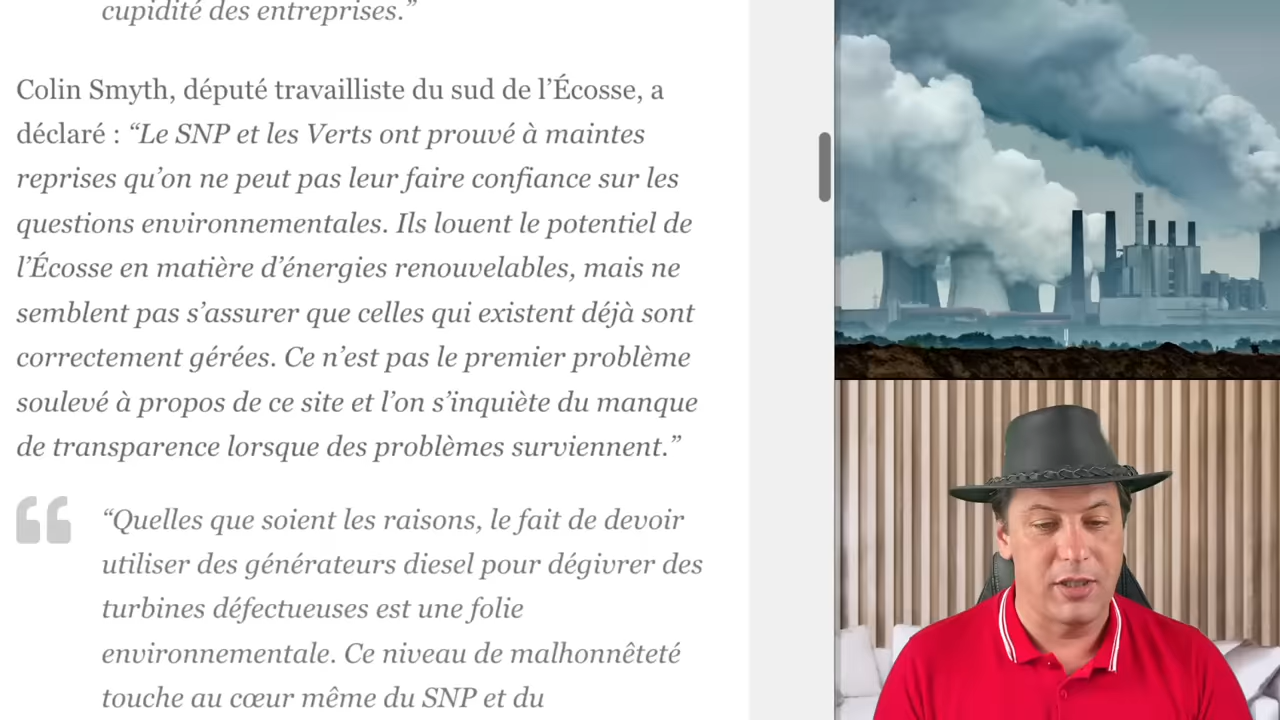 cupidité des entreprises.”
Colin Smyth, député travailliste du sud de l’Écosse, a
déclaré : “Le SNP et les Verts ont prouvé à maintes
reprises qu’on ne peut pas leur faire confiance sur les
questions environnementales. Ils louent le potentiel de
l’Écosse en matière d’énergies renouvelables, mais ne
semblent pas s’assurer que celles qui existent déjà sont
correctement gérées. Ce n’est pas le premier problème
soulevé à propos de ce site et l’on s’inquiète du manque
de transparence lorsque des problèmes surviennent.”
“Quelles que soient les raisons, le fait de devoir
utiliser des générateurs diesel pour dégivrer des
turbines défectueuses est une folie
environnementale. Ce niveau de malhonnêteté
touche au cœur même du SNP et du